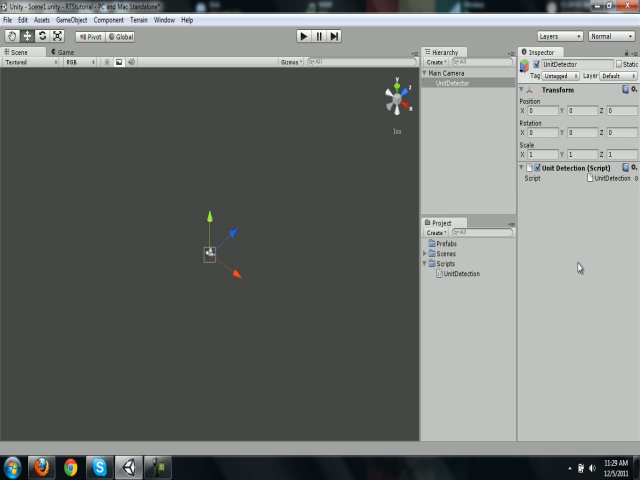 Unity - Scene1.unity - RTStutorial - PC and Mac Standalone*
File Edit Assets GameObject Component Terrain Window Help
Pivot Global
Layers Normal
Scene Game
Textured RGB Gizmos All
y
z
x
Iso
Hierarchy
Create All
Main Camera
UnitDetector
Project
Create All
Prefabs
Scenes
Scripts
UnitDetection
Inspector
UnitDetector Static
Tag Untagged Layer Default
Transform
Position
X 0 Y 0 Z 0
Rotation
X 0 Y 0 Z 0
Scale
X 1 Y 1 Z 1
Unit Detection (Script)
Script UnitDetection
11:29 AM
12/5/2011